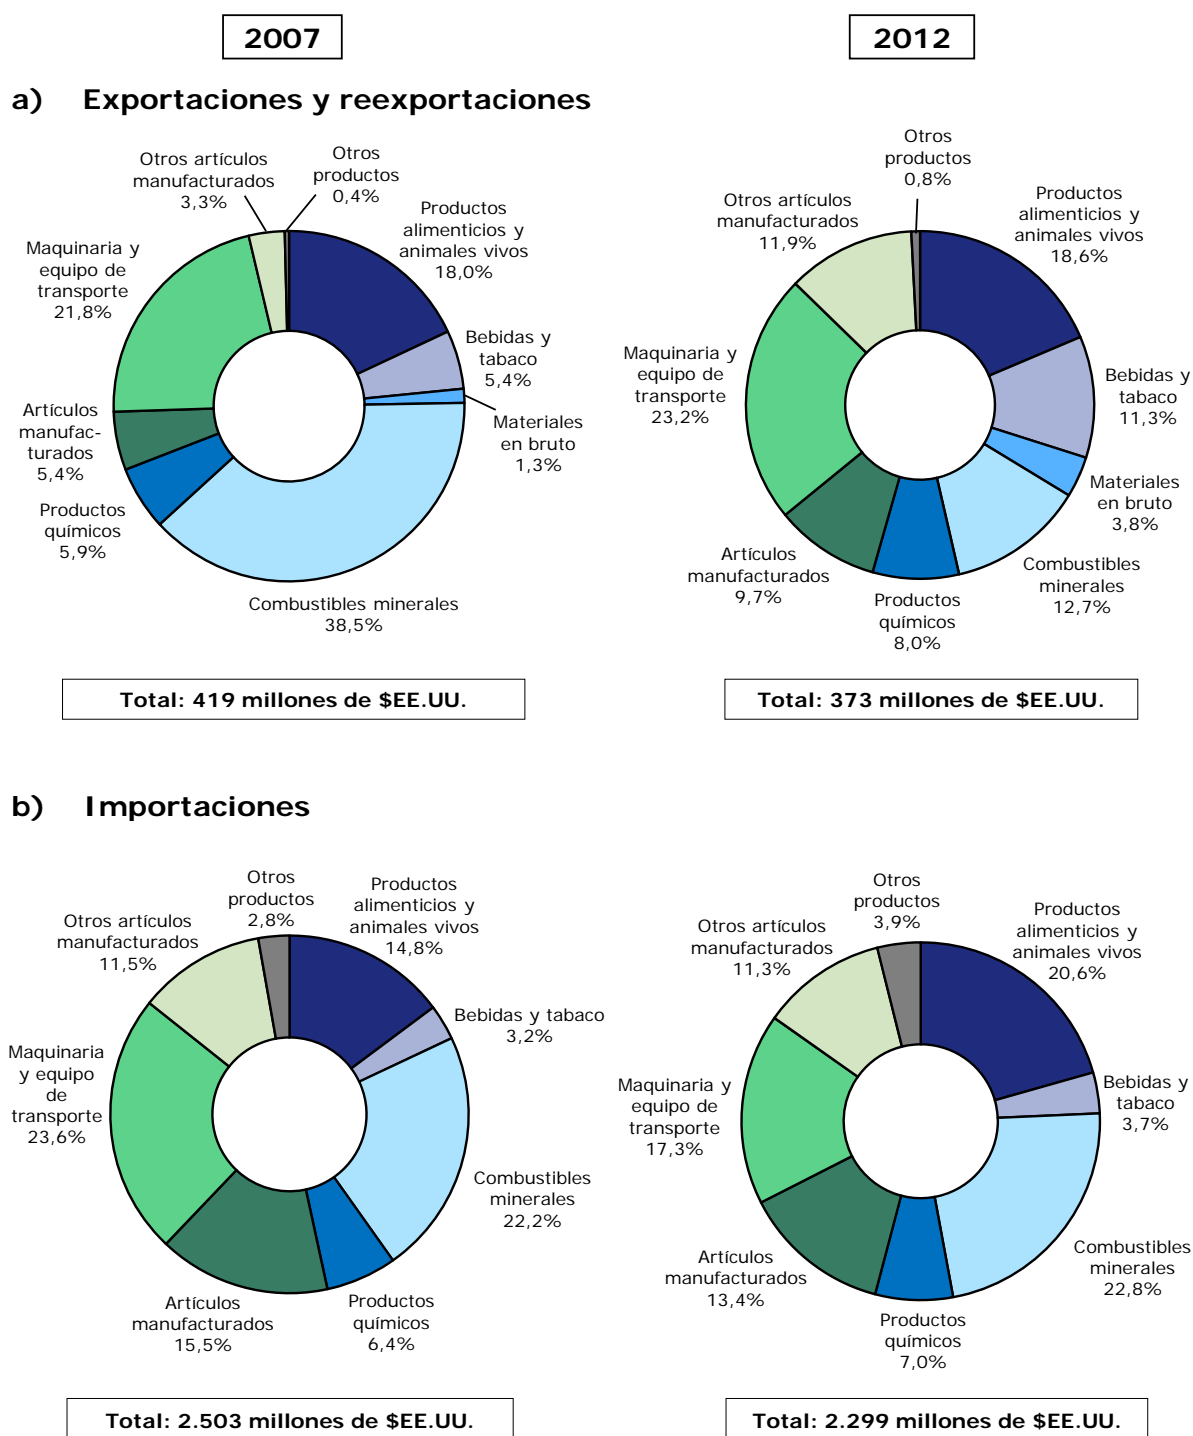 2007
2012
a) Exportaciones y reexportaciones
Otros artículos
manufacturados
3,3%
Otros
productos
0,4%
Productos
alimenticios y
animales vivos
18,0%
Bebidas y
tabaco
5,4%
Materiales
en bruto
1,3%
Combustibles minerales
38,5%
Productos
químicos
5,9%
Artículos
manufac-
turados
5,4%
Maquinaria y
equipo de
transporte
21,8%
Total: 419 millones de $EE.UU.
Otros
productos
0,8%
Productos
alimenticios y
animales vivos
18,6%
Bebidas y
tabaco
11,3%
Materiales
en bruto
3,8%
Combustibles
minerales
12,7%
Productos
químicos
8,0%
Artículos
manufacturados
9,7%
Maquinaria y
equipo de
transporte
23,2%
Otros artículos
manufacturados
11,9%
Total: 373 millones de $EE.UU.
b) Importaciones
Otros
productos
2,8%
Productos
alimenticios y
animales vivos
14,8%
Bebidas y tabaco
3,2%
Combustibles
minerales
22,2%
Productos
químicos
6,4%
Artículos
manufacturados
15,5%
Maquinaria
y equipo
de
transporte
23,6%
Otros artículos
manufacturados
11,5%
Total: 2.503 millones de $EE.UU.
Otros
productos
3,9%
Productos
alimenticios y
animales vivos
20,6%
Bebidas y
tabaco
3,7%
Combustibles
minerales
22,8%
Productos
químicos
7,0%
Artículos
manufacturados
13,4%
Maquinaria y
equipo de
transporte
17,3%
Otros artículos
manufacturados
11,3%
Total: 2.299 millones de $EE.UU.